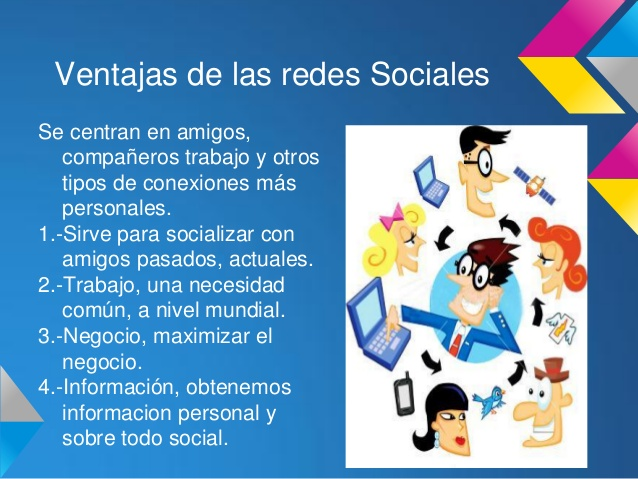 Ventajas de las redes Sociales
Se centran en amigos,
compañeros trabajo y otros
tipos de conexiones más
personales.
1.-Sirve para socializar con
amigos pasados, actuales.
2.-Trabajo, una necesidad
común, a nivel mundial.
3.-Negocio, maximizar el
negocio.
4.-Información, obtenemos
informacion personal y
sobre todo social.